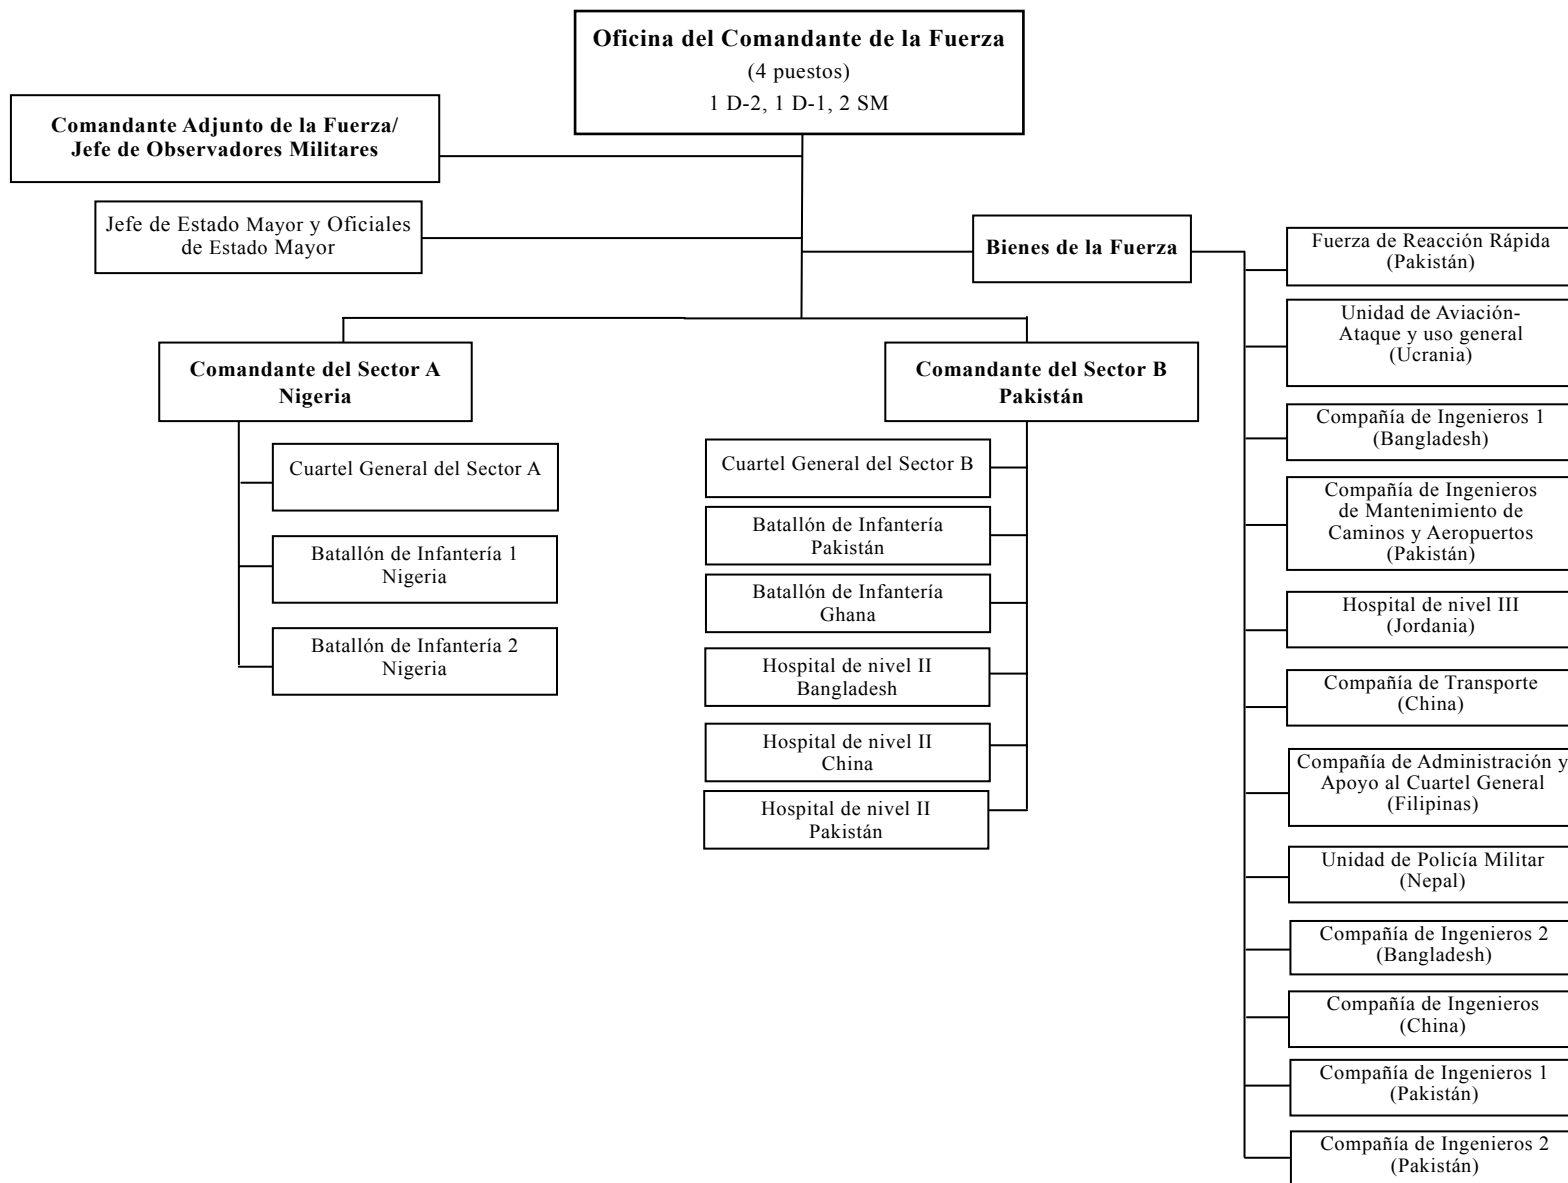 Oficina del Comandante de la Fuerza
(4 puestos)
1 D-2, 1 D-1, 2 SM
Comandante Adjunto de la Fuerza/
Jefe de Observadores Militares
Jefe de Estado Mayor y Oficiales
de Estado Mayor
Bienes de la Fuerza
Comandante del Sector A
Nigeria
Cuartel General del Sector A
Batallón de Infantería 1
Nigeria
Batallón de Infantería 2
Nigeria
Comandante del Sector B
Pakistán
Cuartel General del Sector B
Batallón de Infantería
Pakistán
Batallón de Infantería
Ghana
Hospital de nivel II
Bangladesh
Hospital de nivel II
China
Hospital de nivel II
Pakistán
Fuerza de Reacción Rápida
(Pakistán)
Unidad de Aviación-
Ataque y uso general
(Ucrania)
Compañía de Ingenieros 1
(Bangladesh)
Compañía de Ingenieros
de Mantenimiento de
Caminos y Aeropuertos
(Pakistán)
Hospital de nivel III
(Jordania)
Compañía de Transporte
(China)
Compañía de Administración y
Apoyo al Cuartel General
(Filipinas)
Unidad de Policía Militar
(Nepal)
Compañía de Ingenieros 2
(Bangladesh)
Compañía de Ingenieros
(China)
Compañía de Ingenieros 1
(Pakistán)
Compañía de Ingenieros 2
(Pakistán)